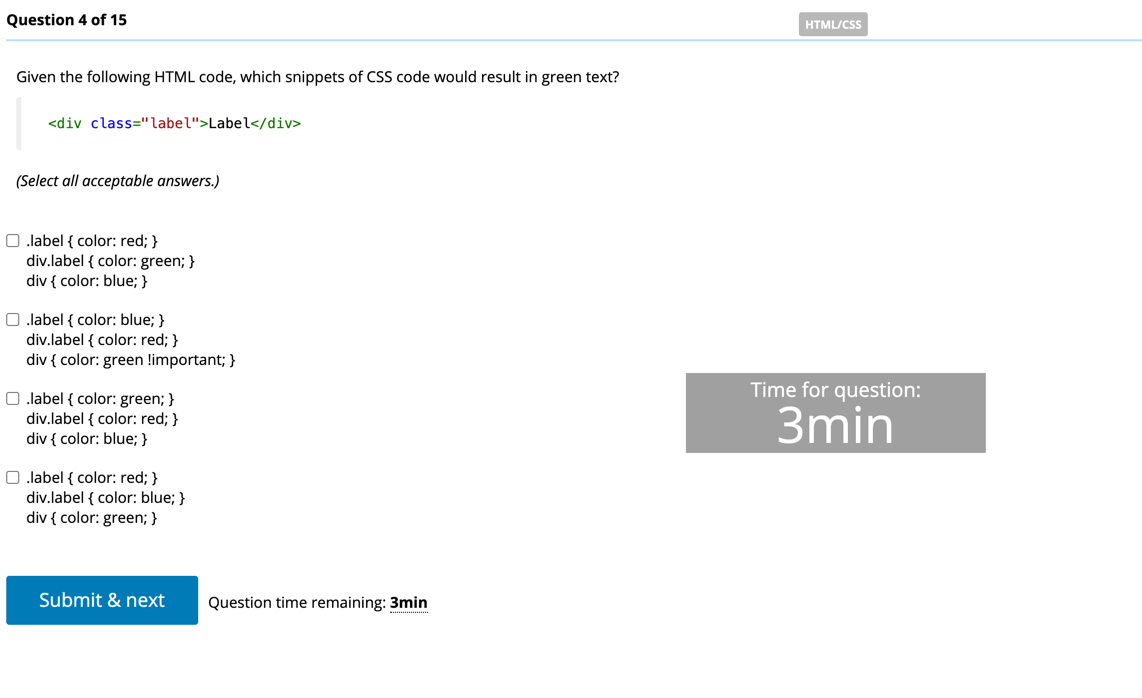 Question 4 of 15
HTML/CSS
Given the following HTML code, which snippets of CSS code would result in green text?
<div class="label">Label</div>
(Select all acceptable answers.)
.label { color: red; }
div.label { color: green; }
div { color: blue; }
.label { color: blue; }
div.label { color: red; }
div { color: green !important; }
.label { color: green; }
div.label { color: red; }
div { color: blue; }
.label { color: red; }
div.label { color: blue; }
div { color: green; }
Time for question:
3min
Submit & next
Question time remaining: 3min